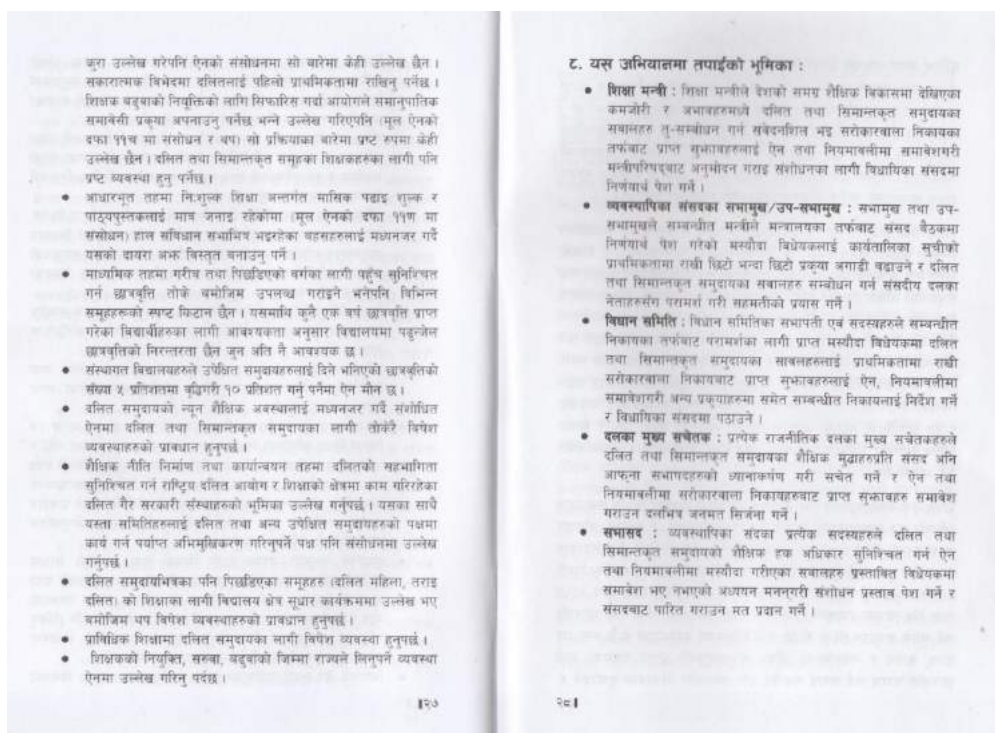 कुरा उल्लेख गरेपनि ऐनको संसोधनमा सो बारेमा केही उल्लेख छैन ।
सकारात्मक विभेदमा दलितलाई पहिलो प्राथमिकतामा राखिनु पर्नेछ ।
शिक्षक बढुवाको नियुक्तिको लागि सिफारिस गर्दा आयोगले समानुपातिक
समावेसी प्रकृया अपनाउनु पर्नेछ भन्ने उल्लेख गरिएपनि (मूल ऐनको
दफा ११च मा संसोधन र थप) सो प्रकियाका बारेमा प्रष्ट रुपमा केही
उल्लेख छैन । दलित तथा सिमान्तकृत समूहका शिक्षकहरुका लागी पनि
प्रष्ट व्यवस्था हुनु पर्नेछ ।
• आधारभूत तहमा नि:शुल्क शिक्षा अन्तर्गत मासिक पढाइ शुल्क र
पाठ्यपुस्तकलाई मात्र जनाइ रहेकोमा (मूल ऐनको दफा ११ण मा
संसोधन) हाल संविधान सभाभित्र भइरहेका बहसहरुलाई मध्यनजर गर्दै
यसको दायरा अझ विस्तृत बनाउनु पर्ने ।
• माध्यमिक तहमा गरीव तथा पिछडिएको वर्गका लागी पहुँच सुनिश्चित
गर्न छात्रवृत्ति तोके बमोजिम उपलब्ध गराइने भनेपनि विभिन्न
समूहहरूको स्पष्ट किटान छैन । यसमाथि कुनै एक वर्ष छात्रवृत्ति प्राप्त
गरेका विद्यार्थीहरुका लागी आवश्यकता अनुसार विद्यालयमा पढुन्जेल
छात्रवृतिको निरन्तरता छैन जुन अति नै आवश्यक छ ।
• संस्थागत विद्यालयहरुले उपेक्षित समुदायहरुलाई दिने भनिएको छात्रवृतिको
संख्या ५ प्रतिशतमा वृद्धिगरी १० प्रतिशत गर्नु पर्नेमा ऐन मौन छ ।
• दलित समुदायको न्यून शैक्षिक अवस्थालाई मध्यनजर गर्दै संशोधित
ऐनमा दलित तथा सिमान्तकृत समुदायका लागी तोकेरै विषेश
व्यवस्थाहरुको प्रावधान हुनुपर्छ ।
• शैक्षिक नीति निर्माण तथा कार्यान्वयन तहमा दलितको सहभागिता
सुनिश्चित गर्न राष्ट्रिय दलित आयोग र शिक्षाको क्षेत्रमा काम गरिरहेका
दलित गैर सरकारी संस्थाहरुको भूमिका उल्लेख गर्नुपर्छ । यसका साथै
यस्ता समितिहरुलाई दलित तथा अन्य उपेक्षित समुदायहरुको पक्षमा
कार्य गर्न पर्याप्त अभिमुखिकरण गरिनुपर्ने पक्ष पनि संसोधनमा उल्लेख
गर्नुपर्छ ।
• दलित समुदायभित्रका पनि पिछडिएका समूहहरु (दलित महिला, तराइ
दलित) को शिक्षाका लागी विद्यालय क्षेत्र सुधार कार्यक्रममा उल्लेख भए
बमोजिम थप विषेश व्यवस्थाहरुको प्रावधान हुनुपर्छ ।
• प्राविधिक शिक्षामा दलित समुदायका लागी विषेश व्यवस्था हुनुपर्छ ।
• शिक्षकको नियुक्ति, सरुवा, बढुवाको जिम्मा राज्यले लिनुपर्ने व्यवस्था
ऐनमा उल्लेख गरिनु पर्दछ ।
।२७
८. यस अभियानमा तपाईको भूमिका :
• शिक्षा मन्त्री : शिक्षा मन्त्रीले देशको समग्र शैक्षिक विकासमा देखिएका
कमजोरी र अभावहरुमध्ये दलित तथा सिमान्तकृत समुदायका
सवालहरु सम्बोधन गर्न संवेदनशिल भइ सरोकारवाला निकायका
तर्फबाट प्राप्त सुझावहरुलाई ऐन तथा नियमावलीमा समावेशगरी
मन्त्रीपरिषद्बाट अनुमोदन गराइ संशोधनका लागी विधायिका संसदमा
निर्णयार्थ पेश गर्ने ।
• व्यवस्थापिका संसदका सभामुख/उप-सभामुख : सभामुख तथा उप-
सभामुखले सम्बन्धीत मन्त्रीले मन्त्रालयका तर्फवाट संसद बैठकमा
निर्णयार्थ पेश गरेको मस्यौदा विधेयकलाई कार्यतालिका सुचीको
प्राथमिकतामा राखी छिटो भन्दा छिटो प्रकृया अगाडी बढाउने र दलित
तथा सिमान्तकृत समुदायका सवालहरु सम्बोधन गर्न संसदीय दलका
नेताहरुसँग परामर्श गरी सहमतीको प्रयास गर्ने ।
• विधान समिति : विधान समितिका सभापती एवं सदस्यहरुले सम्बन्धीत
निकायका तर्फबाट परामर्शका लागी प्राप्त मस्यौदा विधेयकमा दलित
तथा सिमान्तकृत समुदायका सावलहरुलाई प्राथमिकतामा राखी
सरोकारवाला निकायवाट प्राप्त सुझावहरुलाई ऐन, नियमावलीमा
समावेशगरी अन्य प्रकृयाहरुमा समेत सम्बन्धीत निकायलाई निर्देश गर्ने
र विधायिका संसदमा पठाउने ।
• दलका मुख्य सचेतक : प्रत्येक राजनीतिक दलका मुख्य सचेतकहरुले
दलित तथा सिमान्तकृत समुदायका शैक्षिक मुद्धाहरुप्रति संसद अनि
आफ्ना सभाषदहरुको ध्यानाकर्षण गरी सचेत गर्ने र ऐन तथा
नियमावलीमा सरोकारवाला निकायहरुबाट प्राप्त सुझावहरु समावेश
गराउन दलभित्र जनमत सिर्जना गर्ने ।
• सभासद : व्यवस्थापिका संदका प्रत्येक सदस्यहरुले दलित तथा
सिमान्तकृत समुदायको शैक्षिक हक अधिकार सुनिश्चित गर्न ऐन
तथा नियमावलीमा मस्यौदा गरीएका सवालहरु प्रस्तावित विधेयकमा
समावेश भए नभएको अध्ययन मनन्गरी संशोधन प्रस्ताव पेश गर्ने र
संसदवाट पारित गराउन मत प्रदान गर्ने ।
२८।